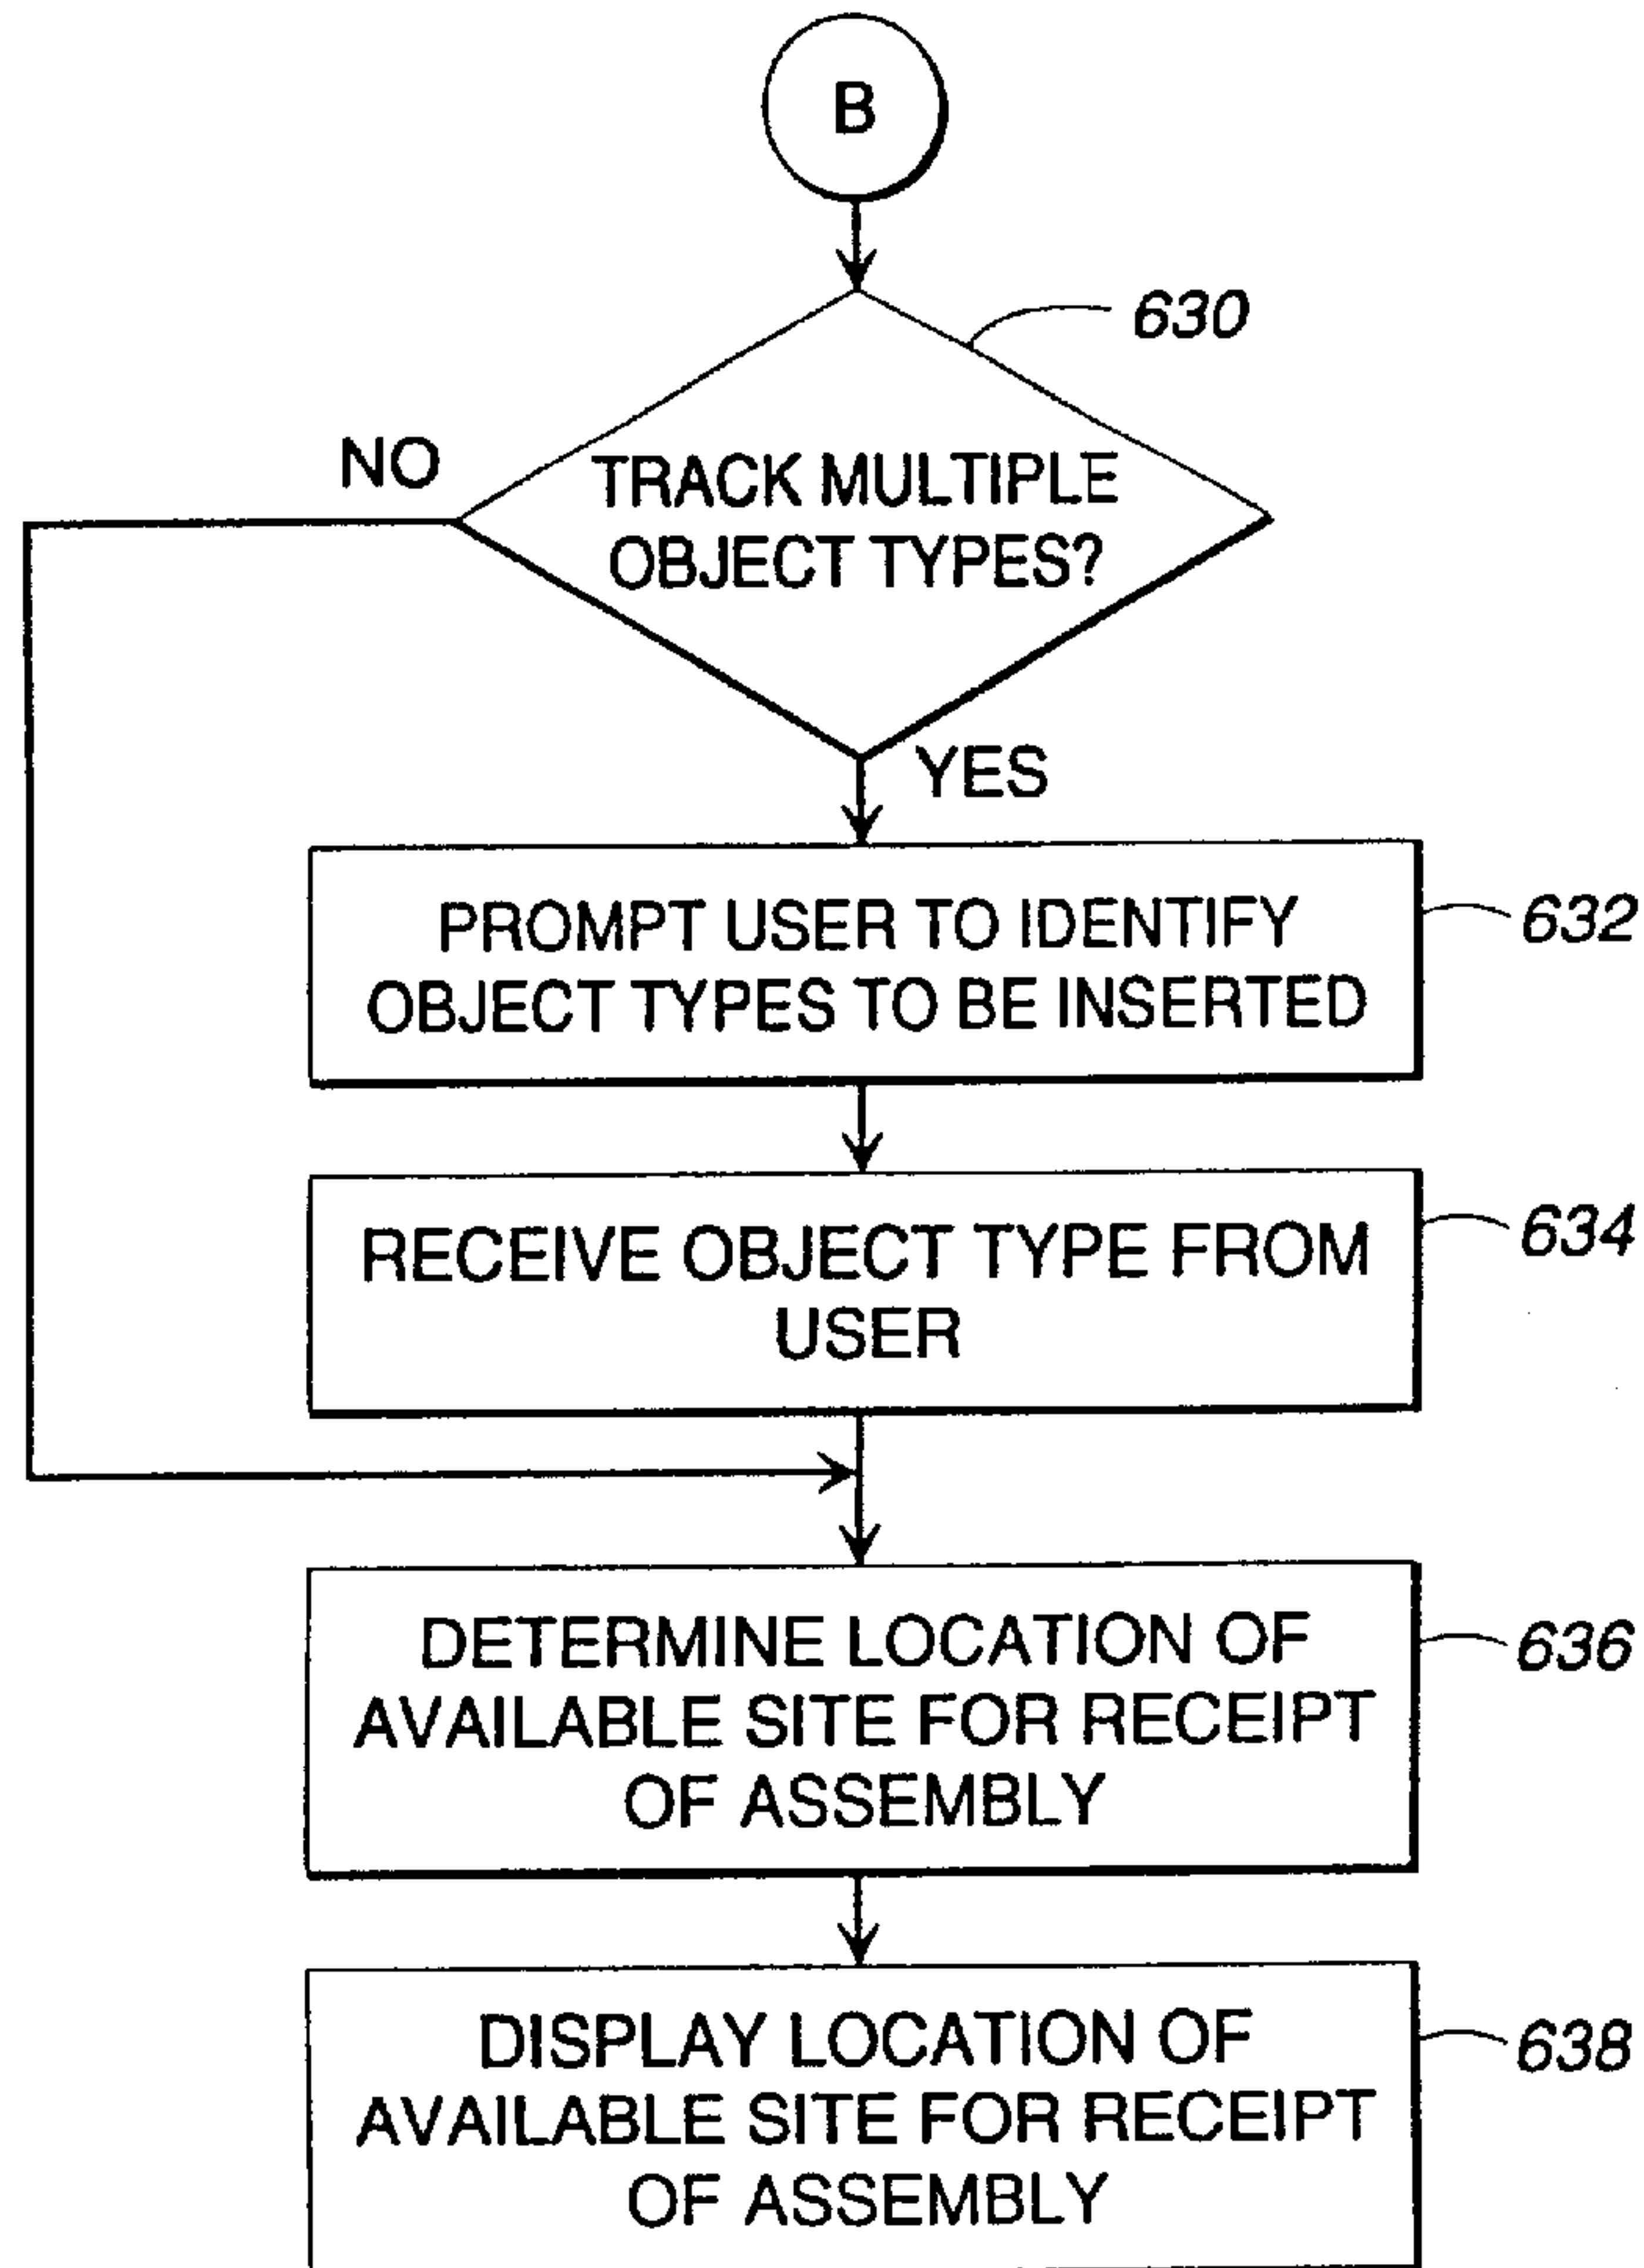 B
630
NO
TRACK MULTIPLE
OBJECT TYPES?
YES
PROMPT USER TO IDENTIFY
OBJECT TYPES TO BE INSERTED
632
RECEIVE OBJECT TYPE FROM
USER
634
DETERMINE LOCATION OF
AVAILABLE SITE FOR RECEIPT
OF ASSEMBLY
636
DISPLAY LOCATION OF
AVAILABLE SITE FOR RECEIPT
OF ASSEMBLY
638